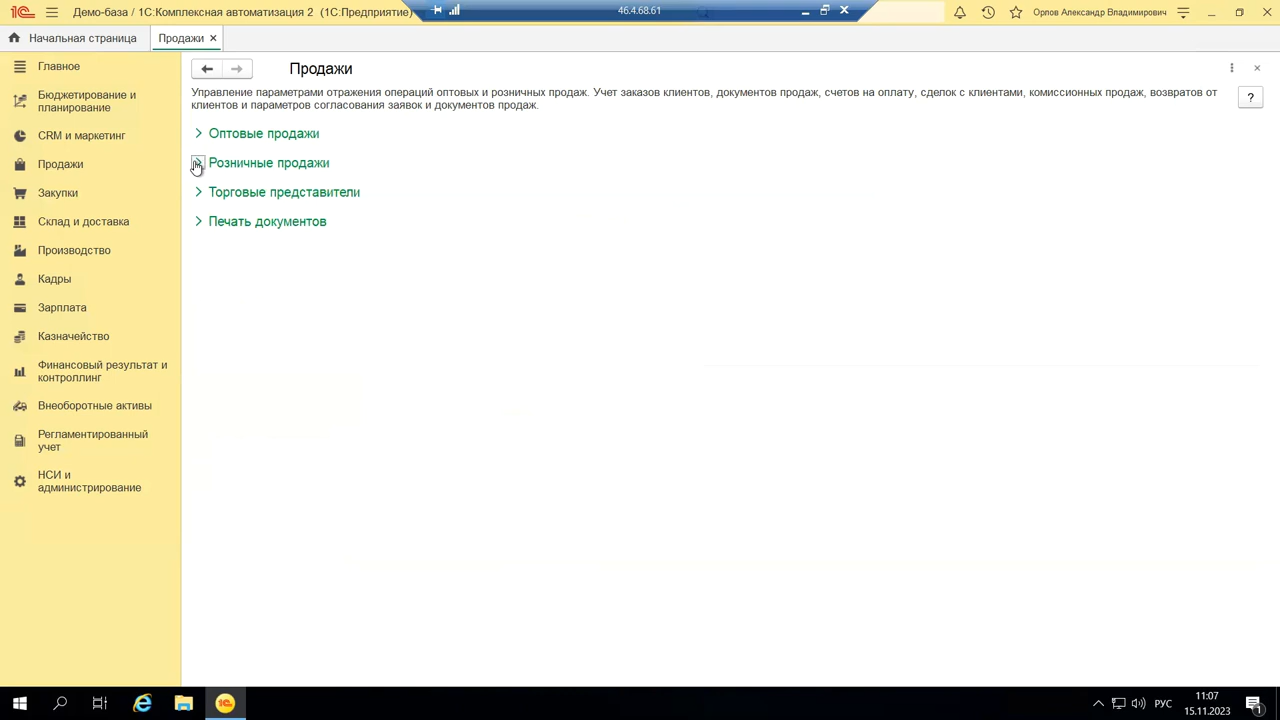 Демо-база / 1С:Комплексная автоматизация 2 (1С:Предприятие)
46.4.68.61
Орлов Александр Владимирович
Начальная страница
Продажи
Главное
Бюджетирование и
планирование
CRM и маркетинг
Продажи
Закупки
Склад и доставка
Производство
Кадры
Зарплата
Казначейство
Финансовый результат и
контроллинг
Внеоборотные активы
Регламентированный
учет
НСИ и
администрирование
Продажи
Управление параметрами отражения операций оптовых и розничных продаж. Учет заказов клиентов, документов продаж, счетов на оплату, сделок с клиентами, комиссионных продаж, возвратов от
клиентов и параметров согласования заявок и документов продаж.
?
Оптовые продажи
Розничные продажи
Торговые представители
Печать документов
РУС
11:07
15.11.2023
1